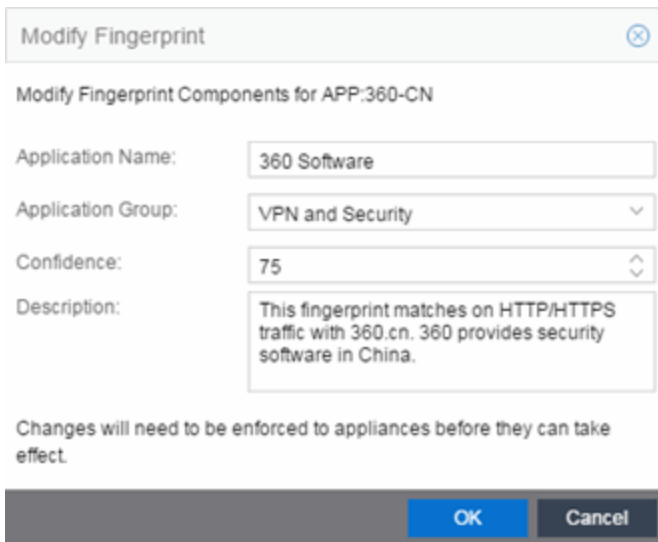 Modify Fingerprint
Modify Fingerprint Components for APP:360-CN
Application Name:
360 Software
Application Group:
VPN and Security
Confidence:
75
Description:
This fingerprint matches on HTTP/HTTPS
traffic with 360.cn. 360 provides security
software in China.
Changes will need to be enforced to appliances before they can take
effect.
OK
Cancel